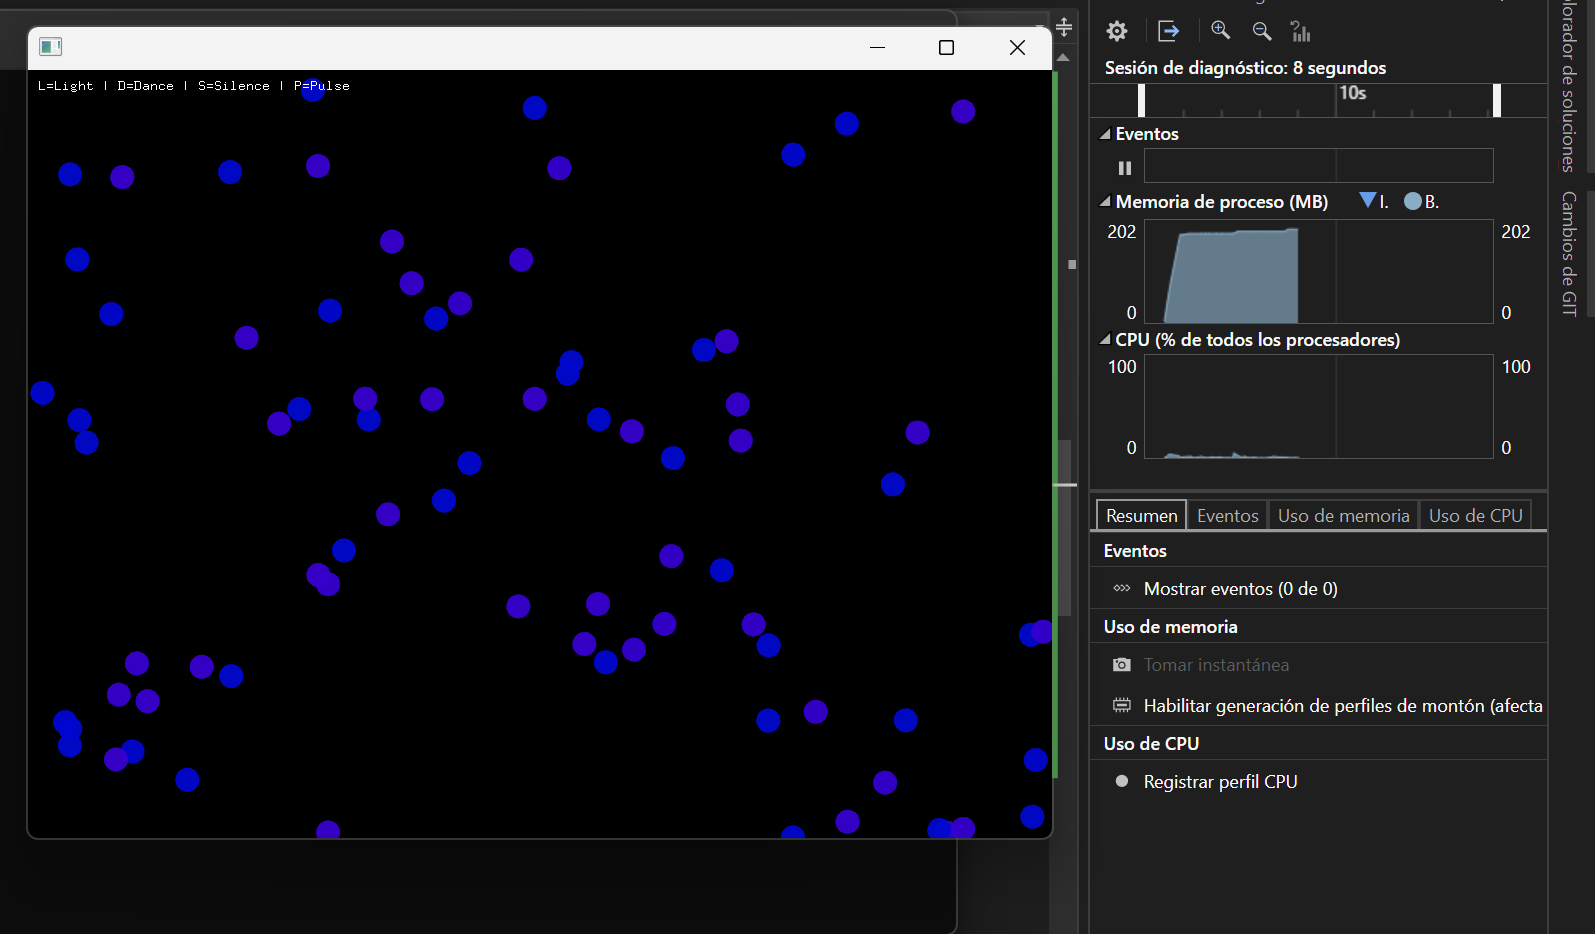 L=Light | D=Dance | S=Silence | P=Pulse
Sesión de diagnóstico: 8 segundos
10s
Eventos
Memoria de proceso (MB)
I.
B.
202
202
0
0
CPU (% de todos los procesadores)
100
100
0
0
Resumen
Eventos
Uso de memoria
Uso de CPU
Eventos
Mostrar eventos (0 de 0)
Uso de memoria
Tomar instantánea
Habilitar generación de perfiles de montón (afecta
Uso de CPU
Registrar perfil CPU
plorador de soluciones
Cambios de GIT